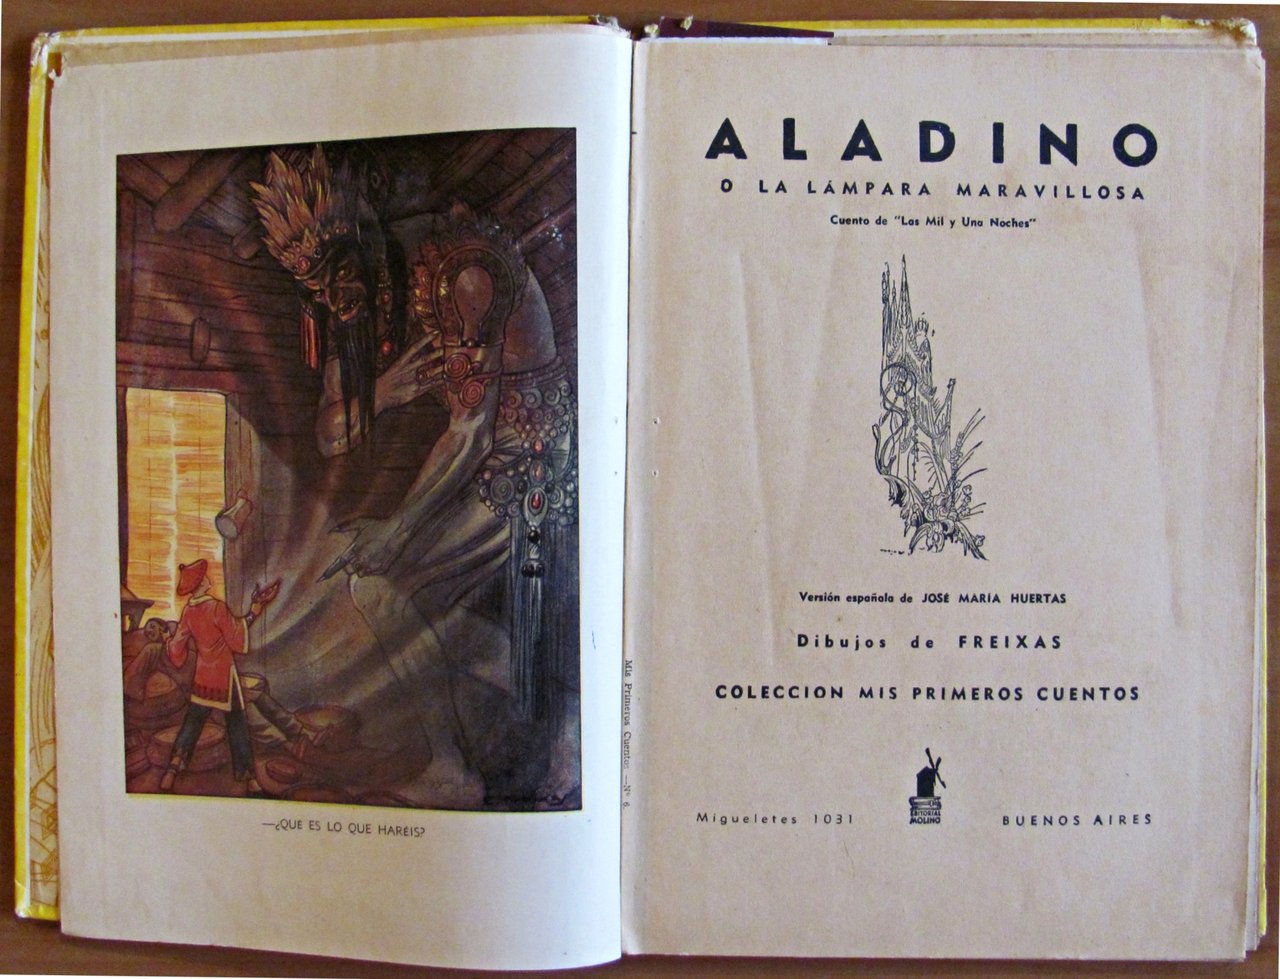 —¿QUE ES LO QUE HARÉIS?
Mis Primeros Cuentos —Nº 6.
ALADINO
O LA LÁMPARA MARAVILLOSA
Cuento de "Las Mil y Una Noches"
Versión española de JOSÉ MARÍA HUERTAS
Dibujos de FREIXAS
COLECCION MIS PRIMEROS CUENTOS
Migueletes 1031
EDITORIAL
MOLINO
BUENOS AIRES